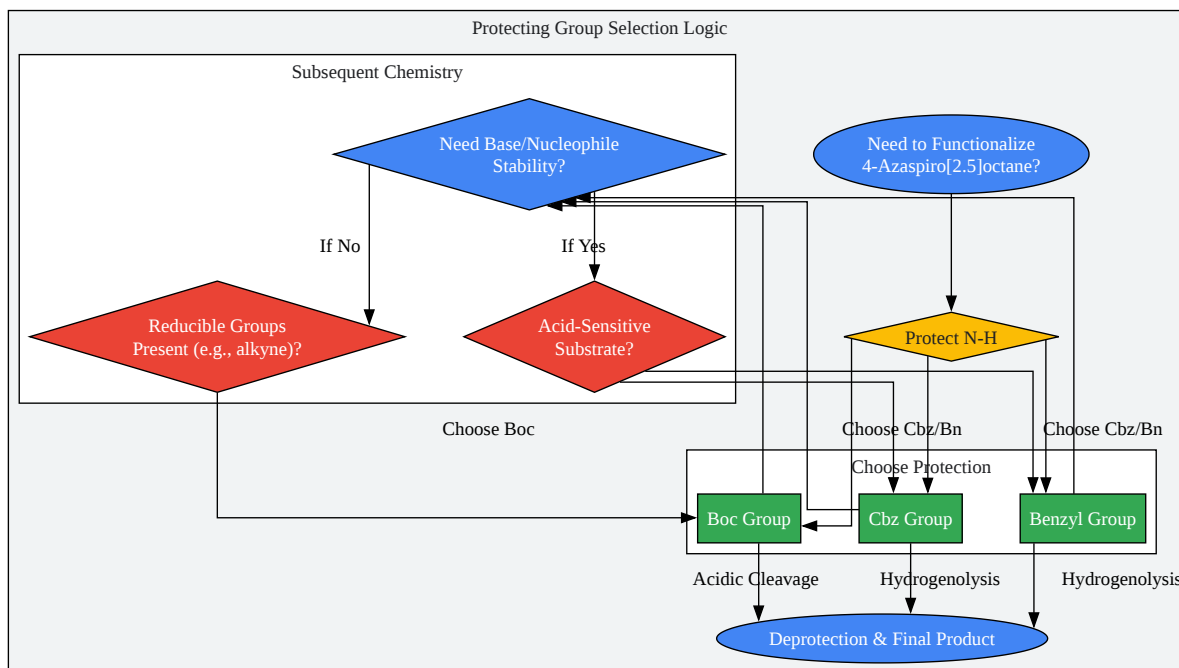 Protecting Group Selection Logic
Subsequent Chemistry
Need Base/Nucleophile
Stability?
Need to Functionalize
4-Azaspiro[2.5]octane?
If No
If Yes
Reducible Groups
Present (e.g., alkyne)?
Acid-Sensitive
Substrate?
Protect N-H
Choose Boc
Choose Cbz/Bn
Choose Cbz/Bn
Choose Protection
Boc Group
Cbz Group
Benzyl Group
Acidic Cleavage
Hydrogenolysis
Hydrogenolysis
Deprotection & Final Product